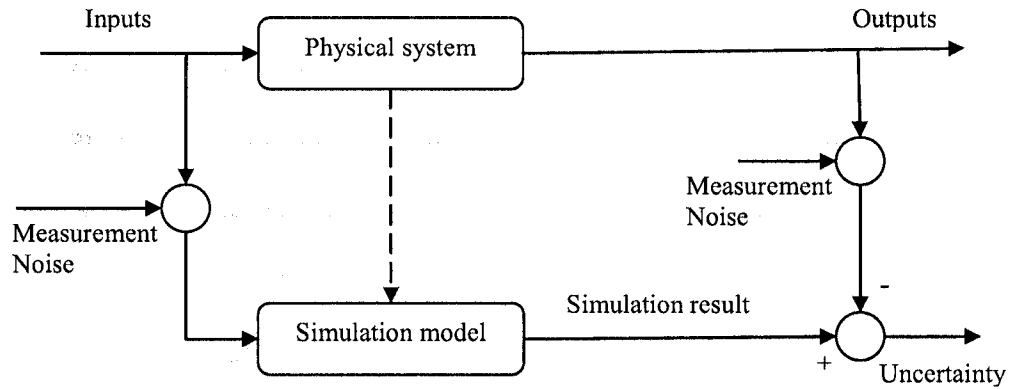 Inputs
Outputs
Physical system
Measurement
Noise
Measurement
Noise
-
Simulation result
Simulation model
+
Uncertainty